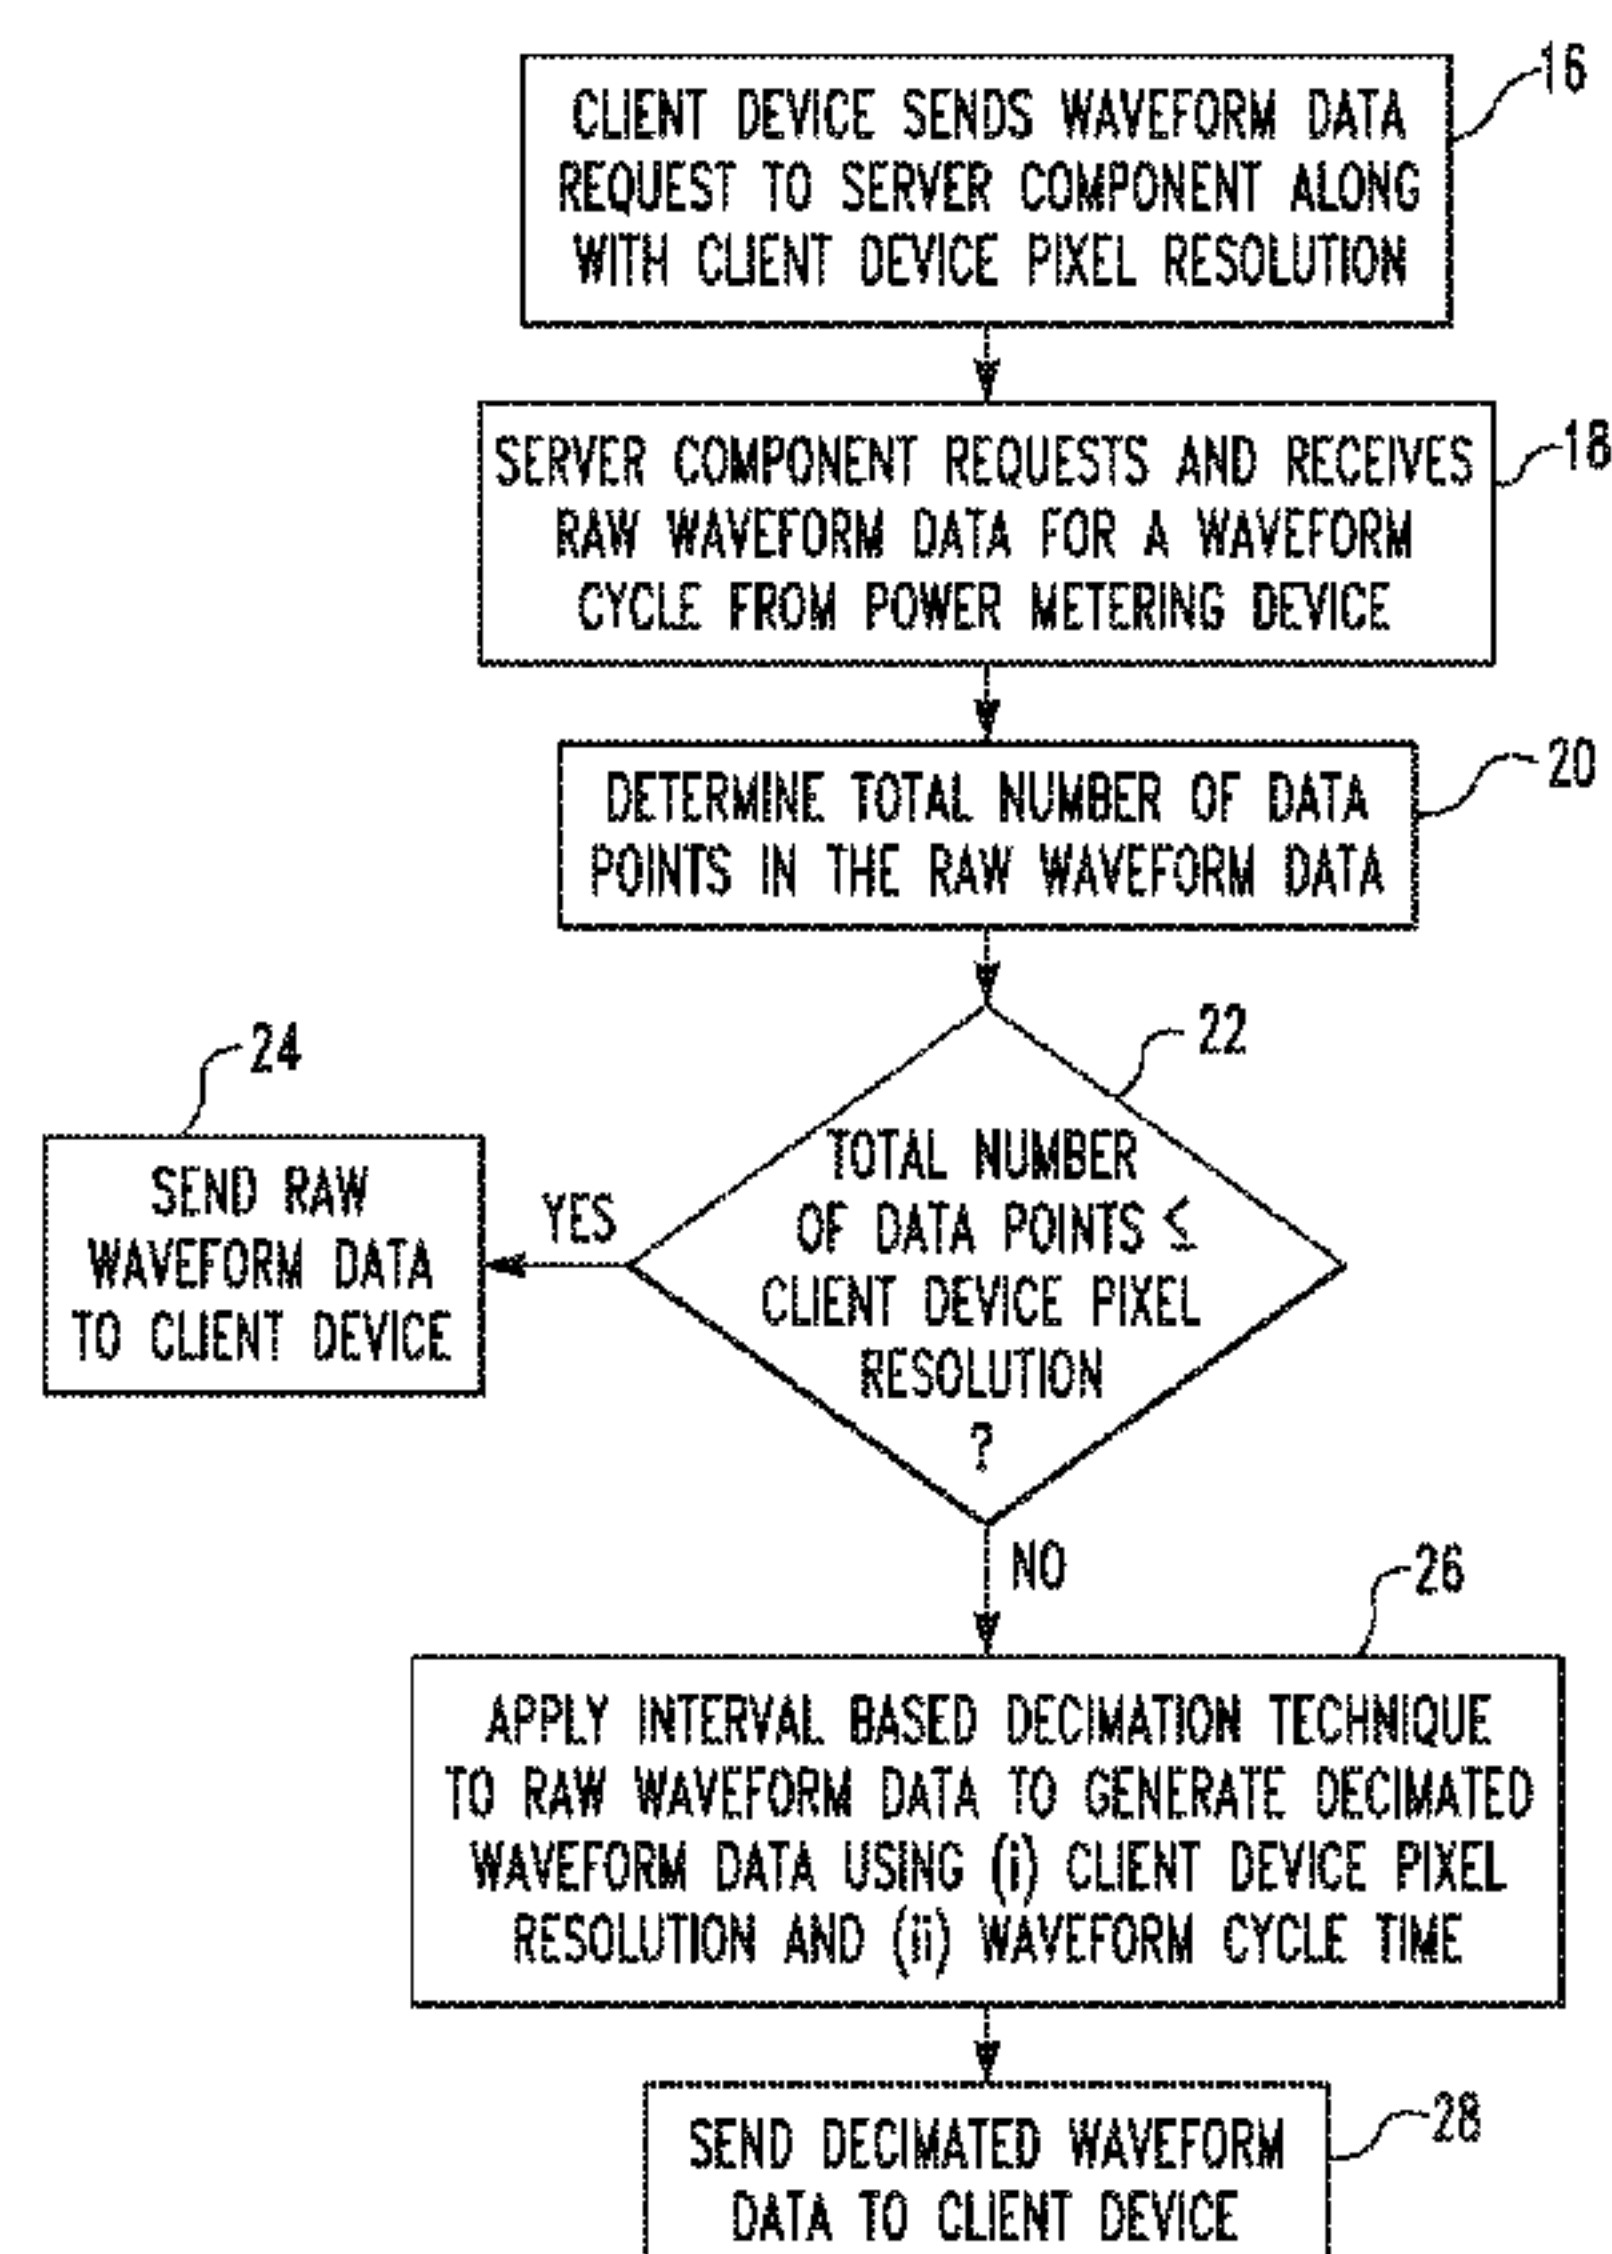 16
CLIENT DEVICE SENDS WAVEFORM DATA
REQUEST TO SERVER COMPONENT ALONG
WITH CLIENT DEVICE PIXEL RESOLUTION
18
SERVER COMPONENT REQUESTS AND RECEIVES
RAW WAVEFORM DATA FOR A WAVEFORM
CYCLE FROM POWER METERING DEVICE
20
DETERMINE TOTAL NUMBER OF DATA
POINTS IN THE RAW WAVEFORM DATA
22
TOTAL NUMBER
OF DATA POINTS ≤
CLIENT DEVICE PIXEL
RESOLUTION
?
YES
24
SEND RAW
WAVEFORM DATA
TO CLIENT DEVICE
NO
26
APPLY INTERVAL BASED DECIMATION TECHNIQUE
TO RAW WAVEFORM DATA TO GENERATE DECIMATED
WAVEFORM DATA USING (i) CLIENT DEVICE PIXEL
RESOLUTION AND (ii) WAVEFORM CYCLE TIME
28
SEND DECIMATED WAVEFORM
DATA TO CLIENT DEVICE